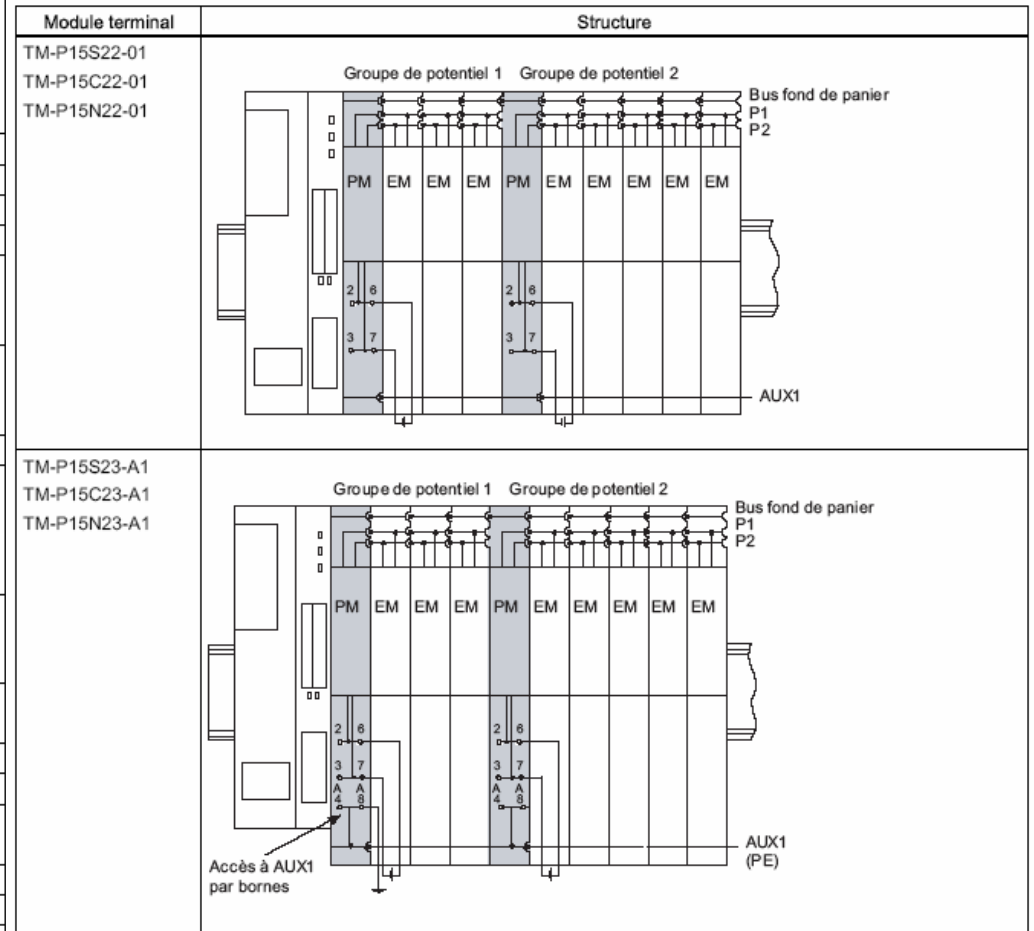 Module terminal
Structure
TM-P15S22-01
TM-P15C22-01
TM-P15N22-01
Groupe de potentiel 1 Groupe de potentiel 2
Bus fond de panier
P1
P2
PM EM EM EM PM EM EM EM EM EM
2 6 2 6
3 7 3 7
AUX1
TM-P15S23-A1
TM-P15C23-A1
TM-P15N23-A1
Groupe de potentiel 1 Groupe de potentiel 2
Bus fond de panier
P1
P2
PM EM EM EM PM EM EM EM EM EM
2 6 2 6
3 7 3 7
A A A A
4 8 4 8
AUX1
(PE)
Accès à AUX1
par bornes